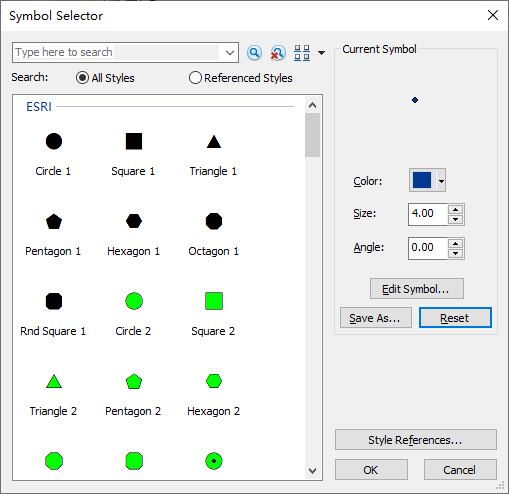 Symbol Selector
Type here to search
Search:
All Styles
Referenced Styles
ESRI
Circle 1
Square 1
Triangle 1
Pentagon 1
Hexagon 1
Octagon 1
Rnd Square 1
Circle 2
Square 2
Triangle 2
Pentagon 2
Hexagon 2
Current Symbol
Color:
Size:
4.00
Angle:
0.00
Edit Symbol...
Save As...
Reset
Style References...
OK
Cancel